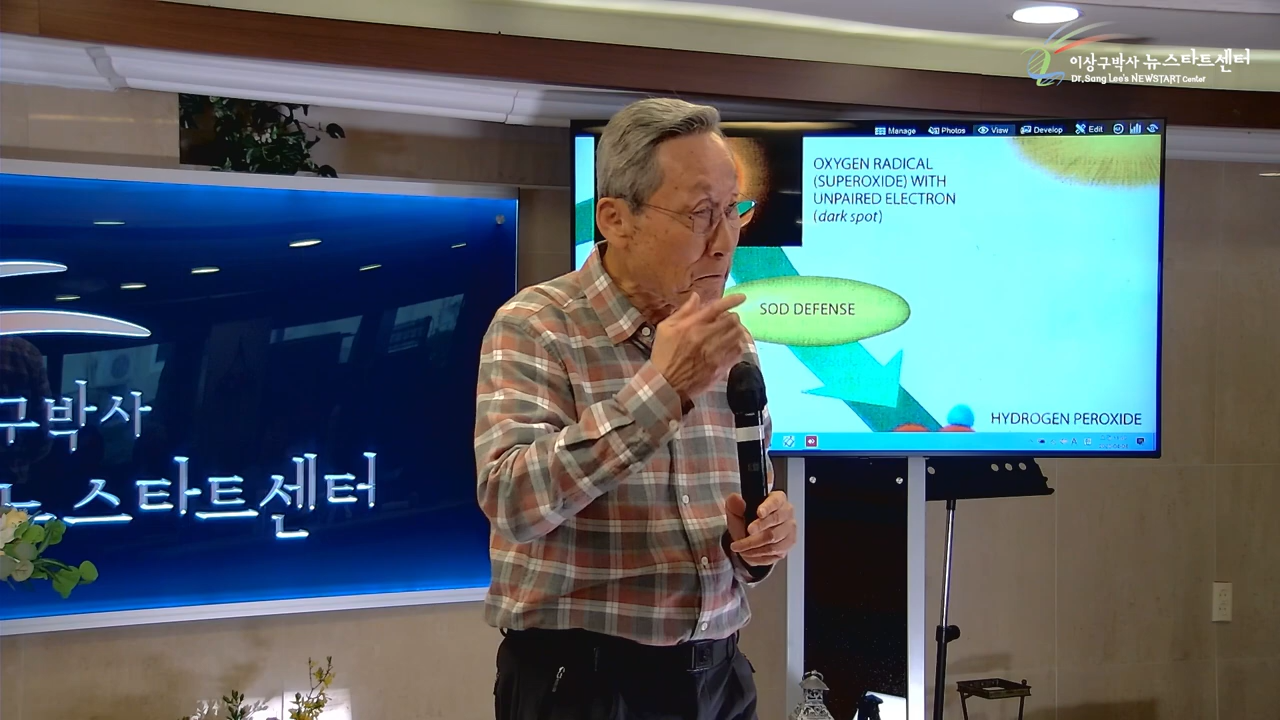 이상구박사 뉴스타트센터
Dr. Sang Lee's NEWSTART Center
Manage Photos View Develop Edit
OXYGEN RADICAL
(SUPEROXIDE) WITH
UNPAIRED ELECTRON
(dark spot)
SOD DEFENSE
HYDROGEN PEROXIDE
구박사
뉴스타트센터